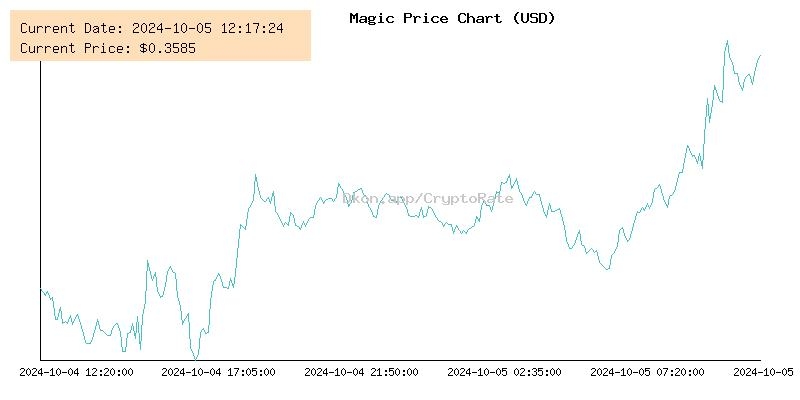 Magic Price Chart (USD)
Current Date: 2024-10-05 12:17:24
Current Price: $0.3585
Dkon.app/CryptoRate
2024-10-04 12:20:00 2024-10-04 17:05:00 2024-10-04 21:50:00 2024-10-05 02:35:00 2024-10-05 07:20:00 2024-10-05